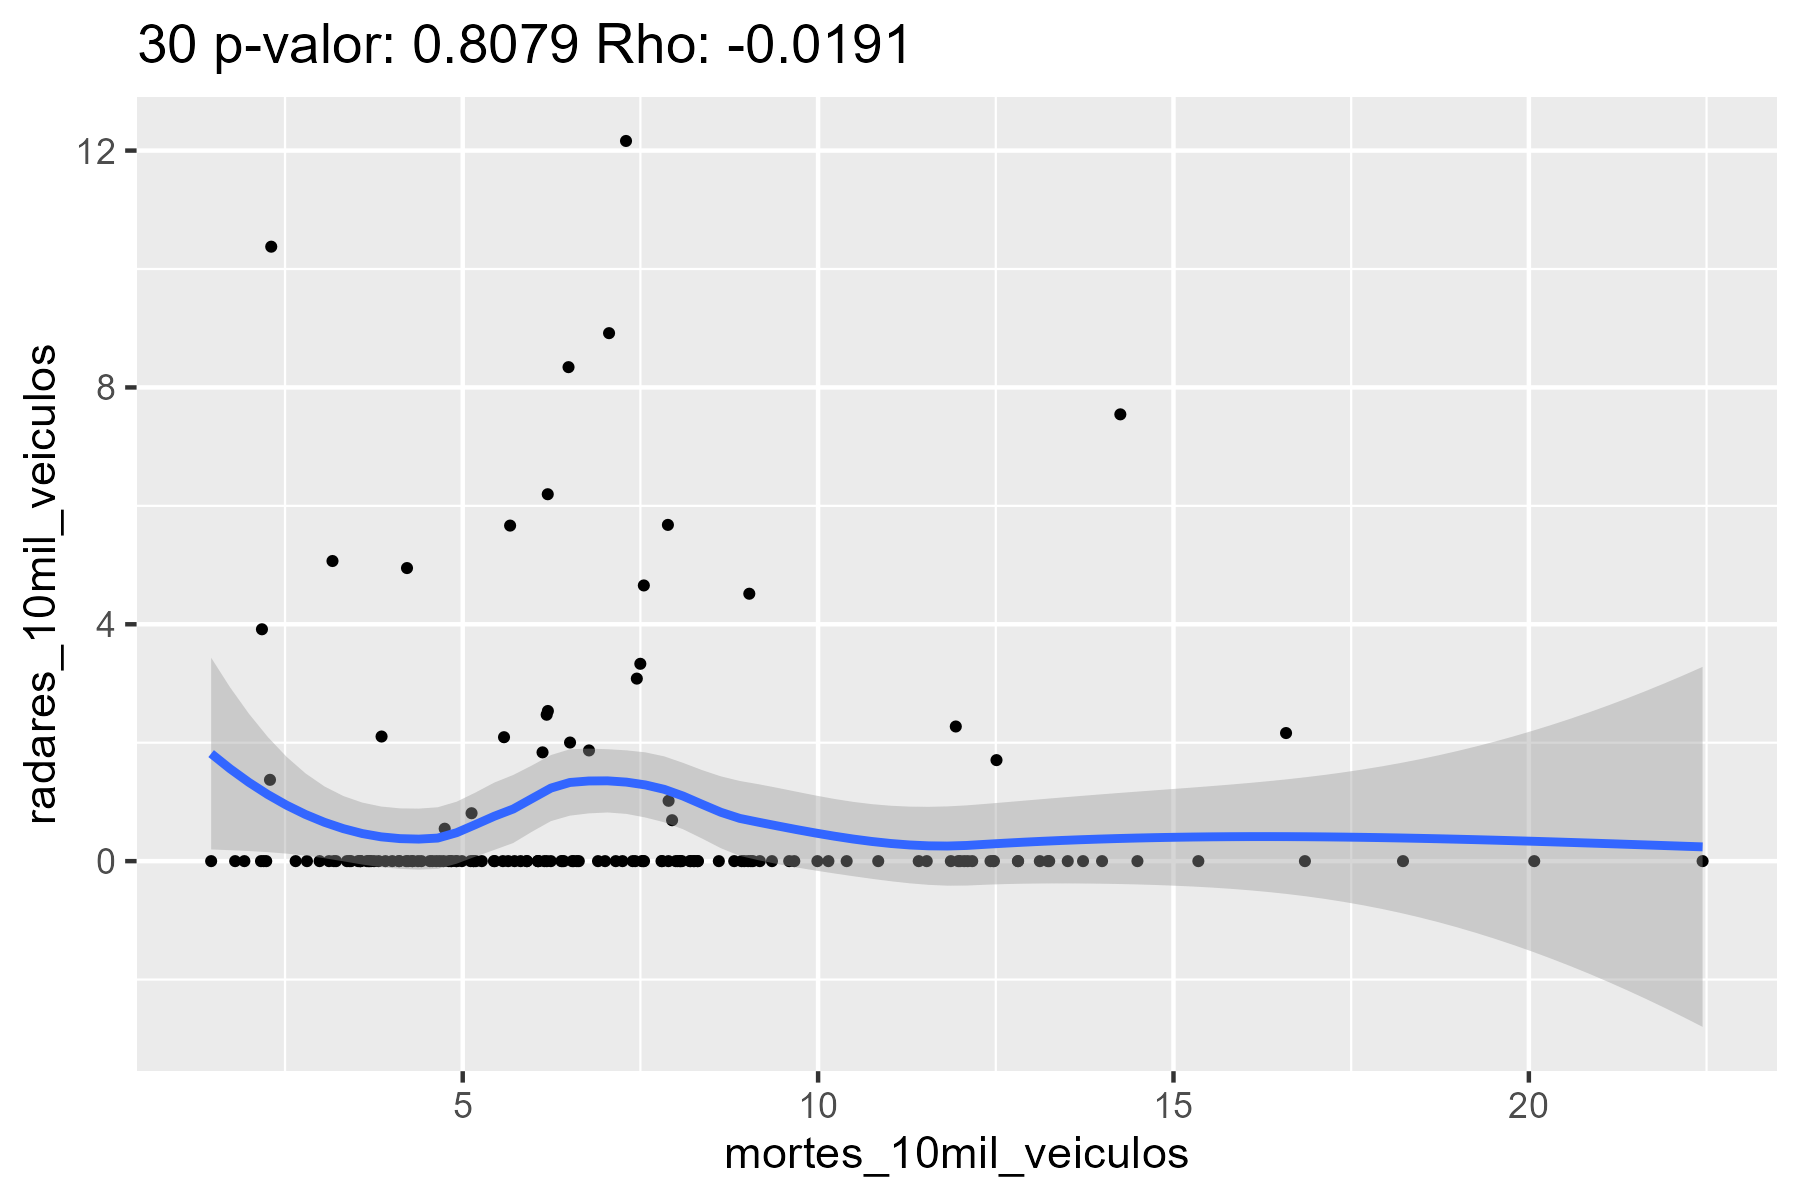 30 p-valor: 0.8079 Rho: -0.0191
radares_10mil_veiculos
12
8
4
0
5 10 15 20
mortes_10mil_veiculos